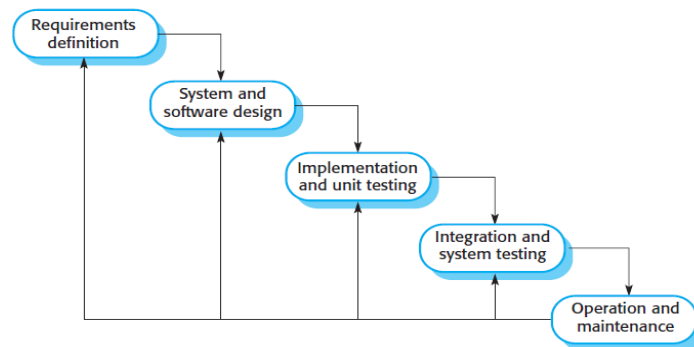 Requirements
definition
System and
software design
Implementation
and unit testing
Integration and
system testing
Operation and
maintenance